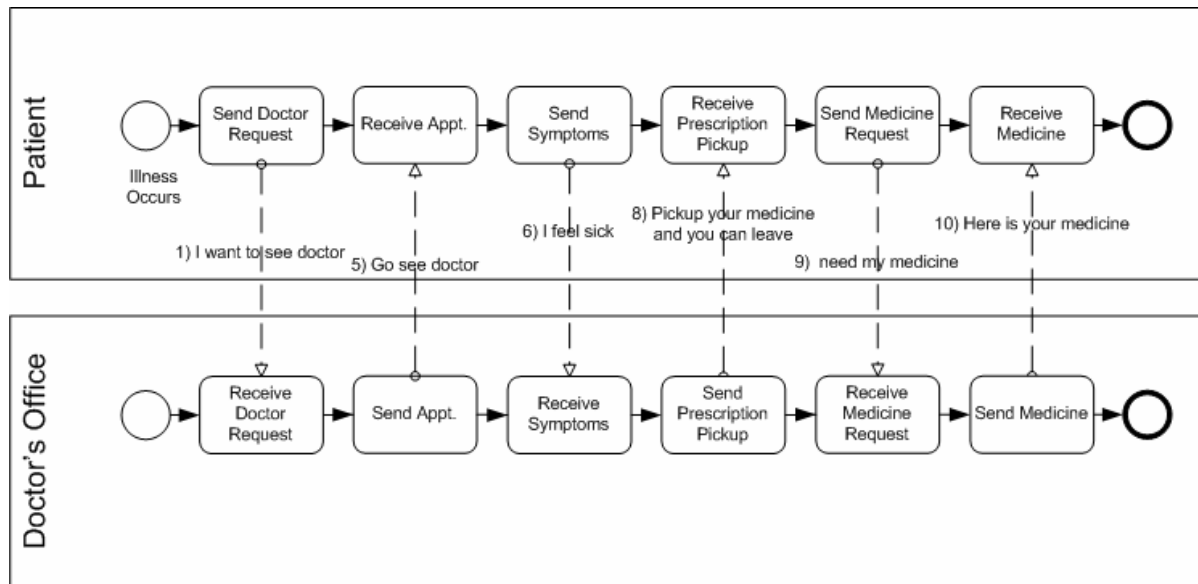 Patient
Send Doctor
Request
Receive Appt.
Send
Symptoms
Receive
Prescription
Pickup
Send Medicine
Request
Receive
Medicine
Illness
Occurs
1) I want to see doctor
5) Go see doctor
6) I feel sick
8) Pickup your medicine
and you can leave
9) need my medicine
10) Here is your medicine
Doctor's Office
Receive
Doctor
Request
Send Appt.
Receive
Symptoms
Send
Prescription
Pickup
Receive
Medicine
Request
Send Medicine